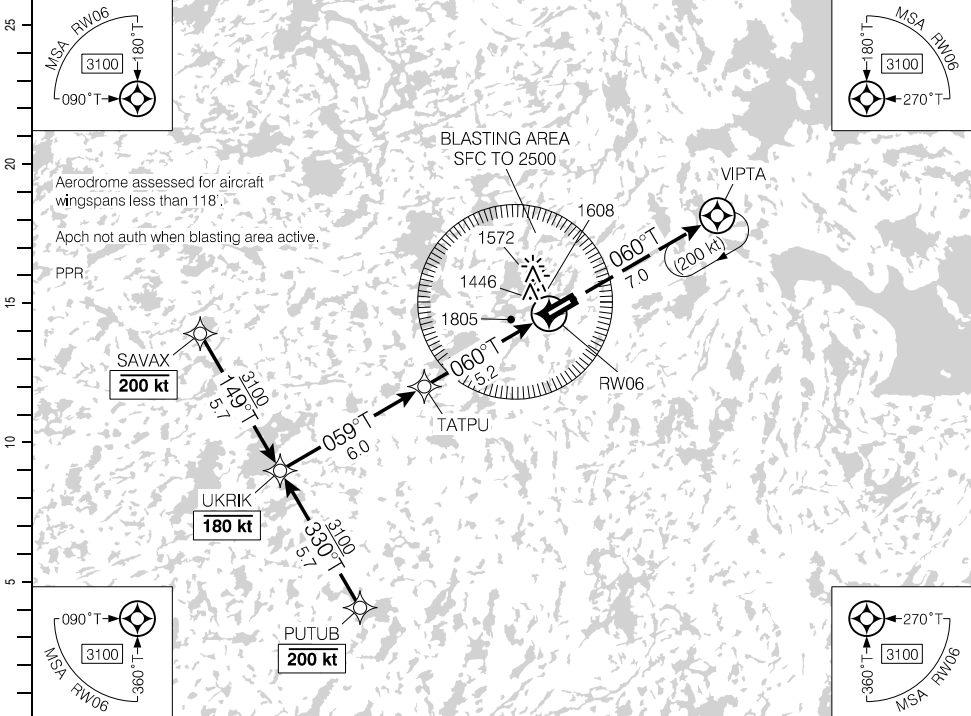 25
20
15
10
5
MSA RW06
3100
180°T
090°T
MSA RW06
3100
180°T
270°T
Aerodrome assessed for aircraft
wingspans less than 118'.
Apch not auth when blasting area active.
PPR
BLASTING AREA
SFC TO 2500
1608
1572
1446
1805
VIPTA
060°T
7.0
(200 kt)
RW06
060°T
5.2
TATPU
059°T
6.0
SAVAX
200 kt
3100
149°T
5.7
UKRIK
180 kt
3100
330°T
5.7
PUTUB
200 kt
090°T
3100
360°T
MSA RW06
270°T
3100
360°T
MSA RW06